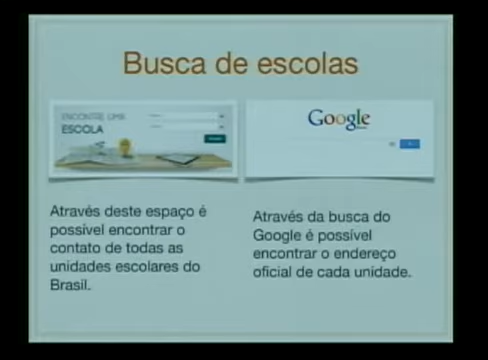 Busca de escolas
ENCONTRE UMA
ESCOLA
Google
Através deste espaço é
possível encontrar o
contato de todas as
unidades escolares do
Brasil.
Através da busca do
Google é possível
encontrar o endereço
oficial de cada unidade.